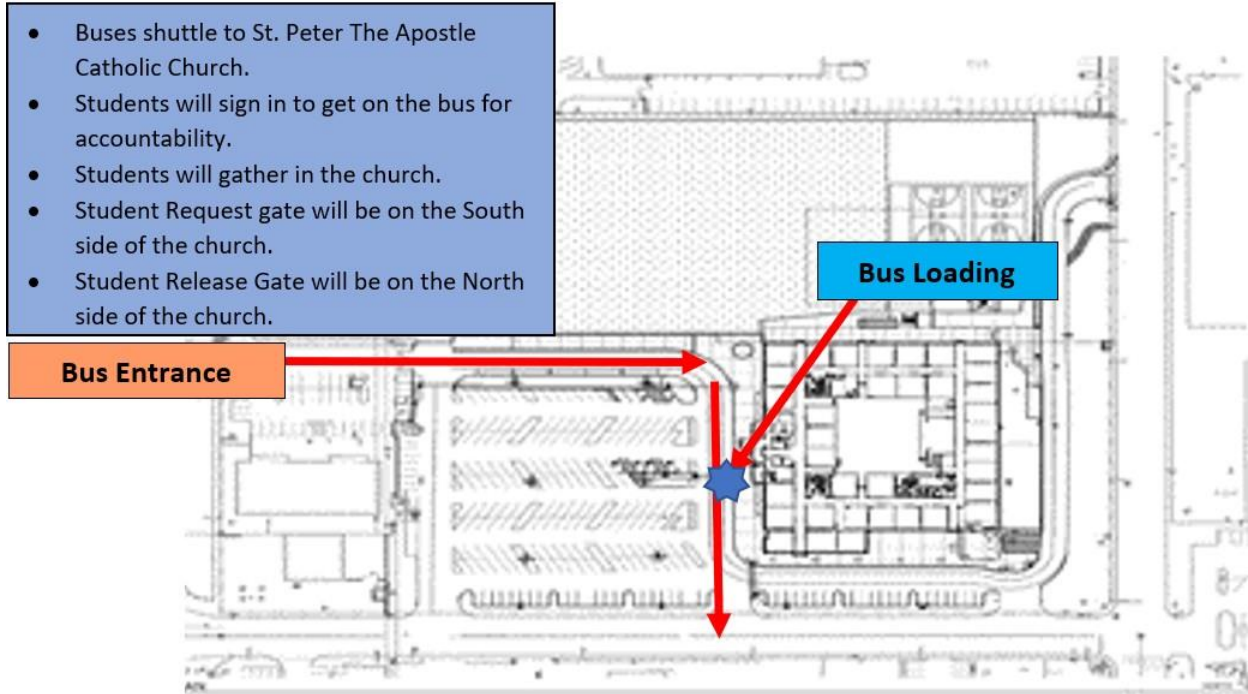 • Buses shuttle to St. Peter The Apostle
Catholic Church.
• Students will sign in to get on the bus for
accountability.
• Students will gather in the church.
• Student Request gate will be on the South
side of the church.
• Student Release Gate will be on the North
side of the church.
Bus Loading
Bus Entrance